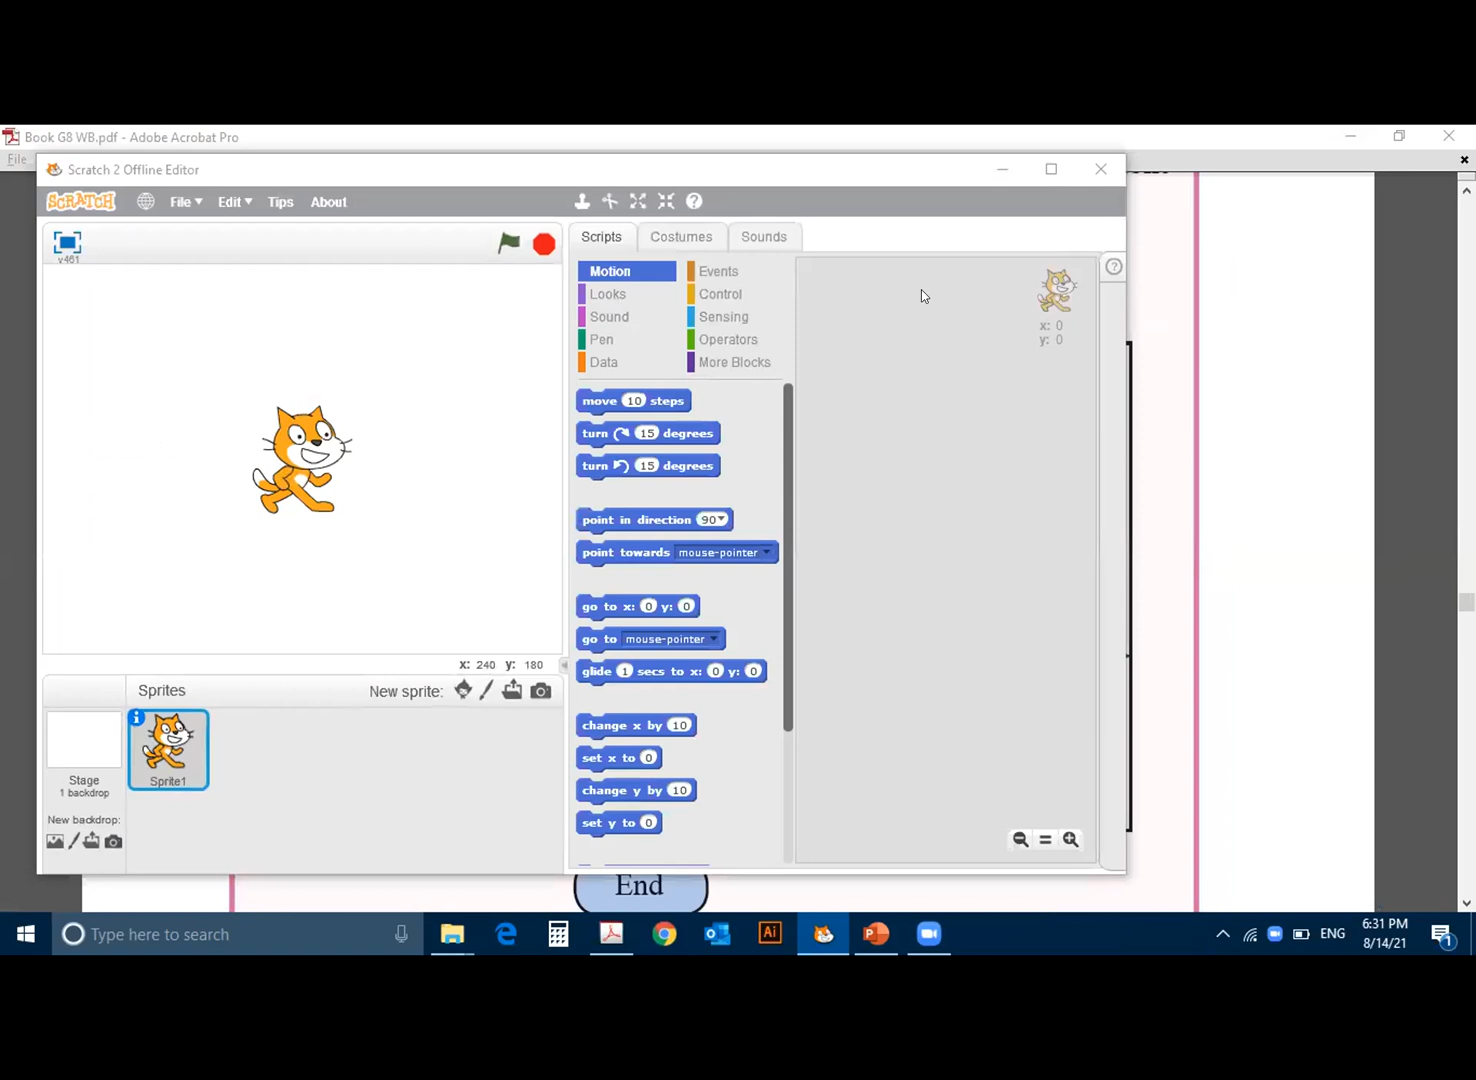 Book G8 WB.pdf - Adobe Acrobat Pro
File
Scratch 2 Offline Editor
SCRATCH File Edit Tips About
v461
Scripts Costumes Sounds
Motion Events
Looks Control
Sound Sensing
Pen Operators
Data More Blocks
x: 0
y: 0
move 10 steps
turn 15 degrees
turn 15 degrees
point in direction 90
point towards mouse-pointer
go to x: 0 y: 0
go to mouse-pointer
glide 1 secs to x: 0 y: 0
change x by 10
set x to 0
change y by 10
set y to 0
x: 240 y: 180
Sprites New sprite:
Stage
1 backdrop
Sprite1
New backdrop:
End
Type here to search
Ai
ENG
6:31 PM
8/14/21
1